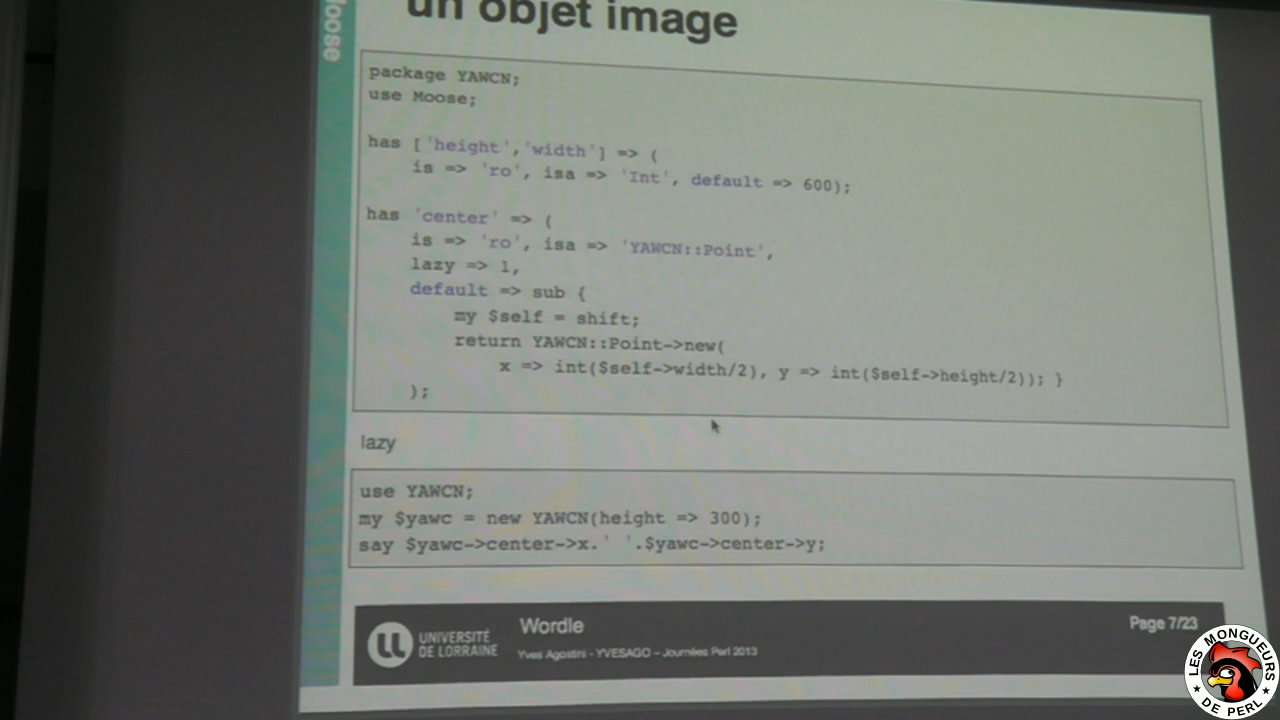 un objet image
package YAWCN;
use Moose;
has ['height','width'] => (
is => 'ro', isa => 'Int', default => 600);
has 'center' => (
is => 'ro', isa => 'YAWCN::Point',
lazy => 1,
default => sub {
my $self = shift;
return YAWCN::Point->new(
x => int($self->width/2), y => int($self->height/2)); }
);
lazy
use YAWCN;
my $yawc = new YAWCN(height => 300);
say $yawc->center->x.' '.$yawc->center->y;
UNIVERSITÉ
DE LORRAINE
Wordle
Yves Agostini - YVESAGO – Journées Perl 2013
Page 7/23
LES MONGUEURS
DE PERL